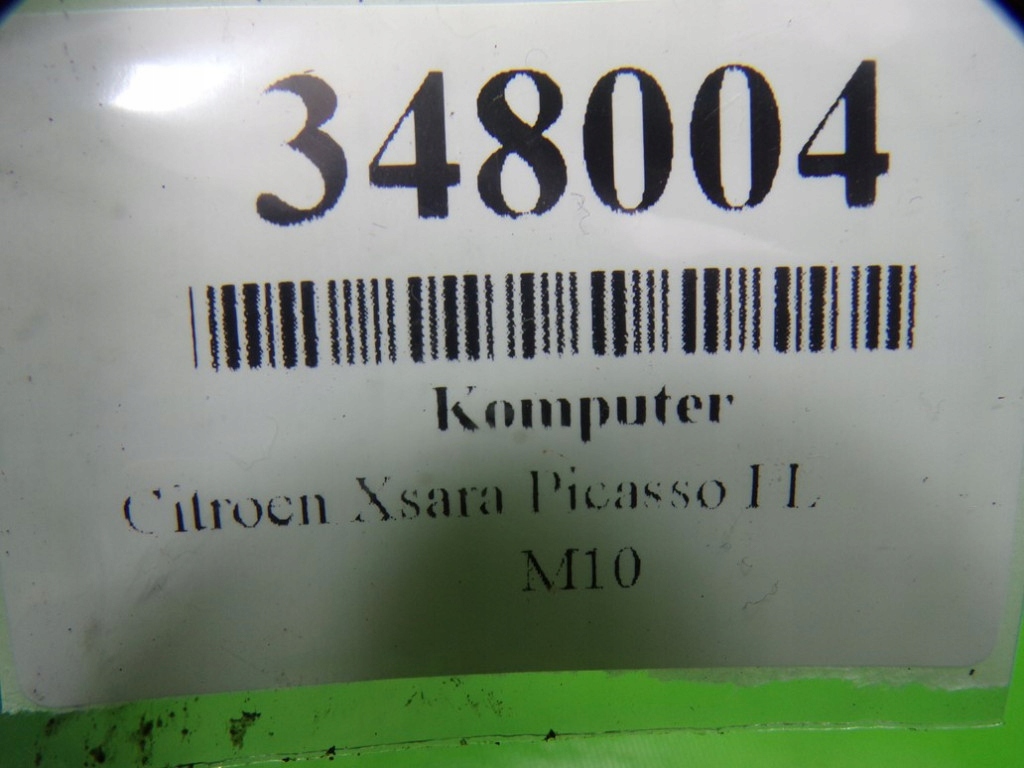 348004
Komputer
Citroen Xsara Picasso FL
M10